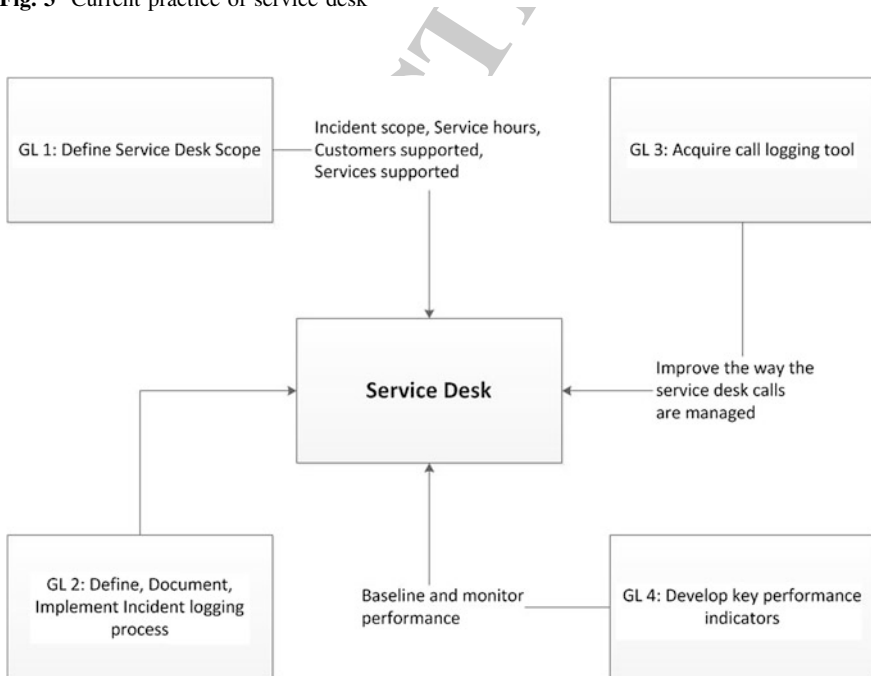 Fig. 3 Current practice of service desk
GL 1: Define Service Desk Scope
Incident scope, Service hours,
Customers supported,
Services supported
GL 3: Acquire call logging tool
Service Desk
Improve the way the
service desk calls
are managed
GL 2: Define, Document,
Implement Incident logging
process
Baseline and monitor
performance
GL 4: Develop key performance
indicators